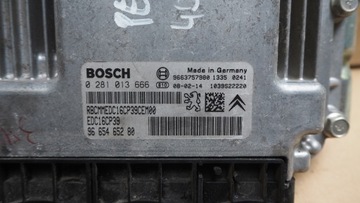 BOSCH
Made in Germany
9663757980 1335 0241
0 281 013 666 610 08-02-14 1039S22220
RBCMMEDC16CP39CEM00
EDC16CP39
96 654 652 80